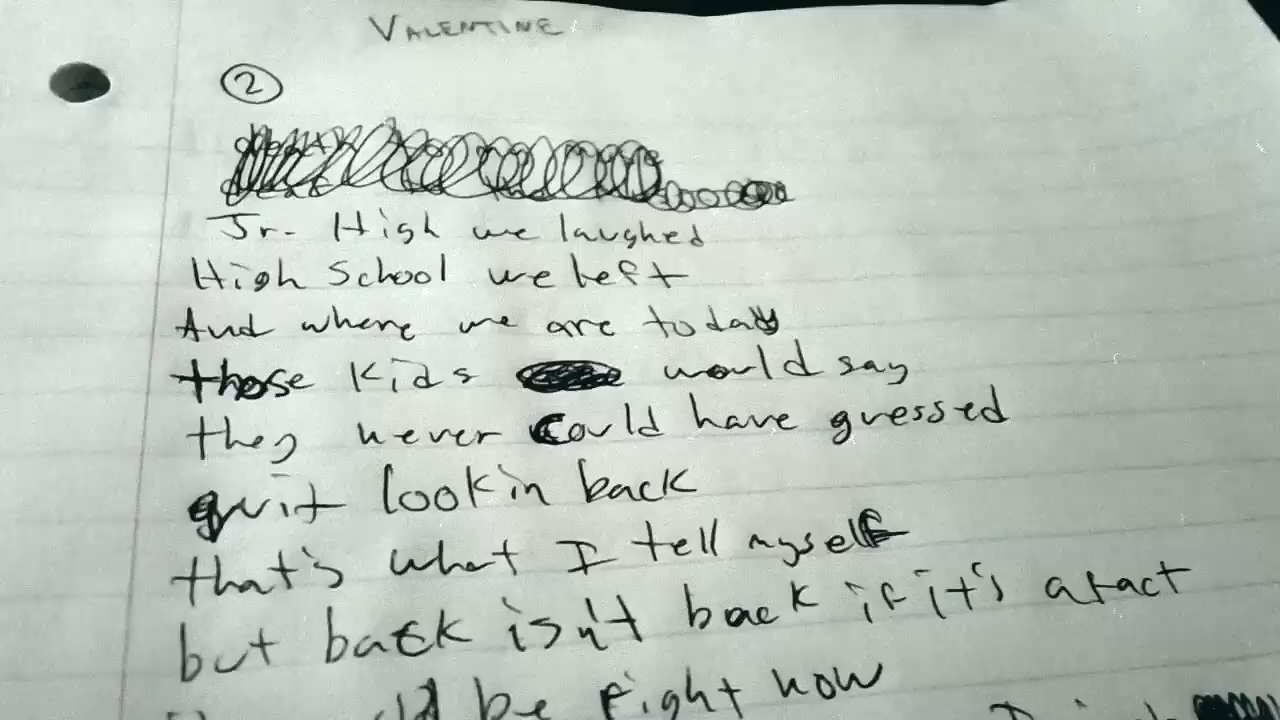 VALENTINE
2
Jr. High we laughed
High School we left
And where we are today
those kids would say
they never could have guessed
quit lookin back
that's what I tell myself
but back isn't back if it's a fact
be right now